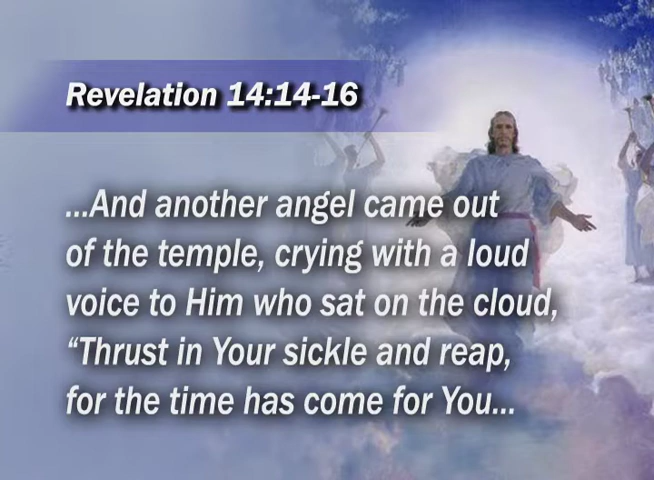 Revelation 14:14-16
...And another angel came out
of the temple, crying with a loud
voice to Him who sat on the cloud,
“Thrust in Your sickle and reap,
for the time has come for You...